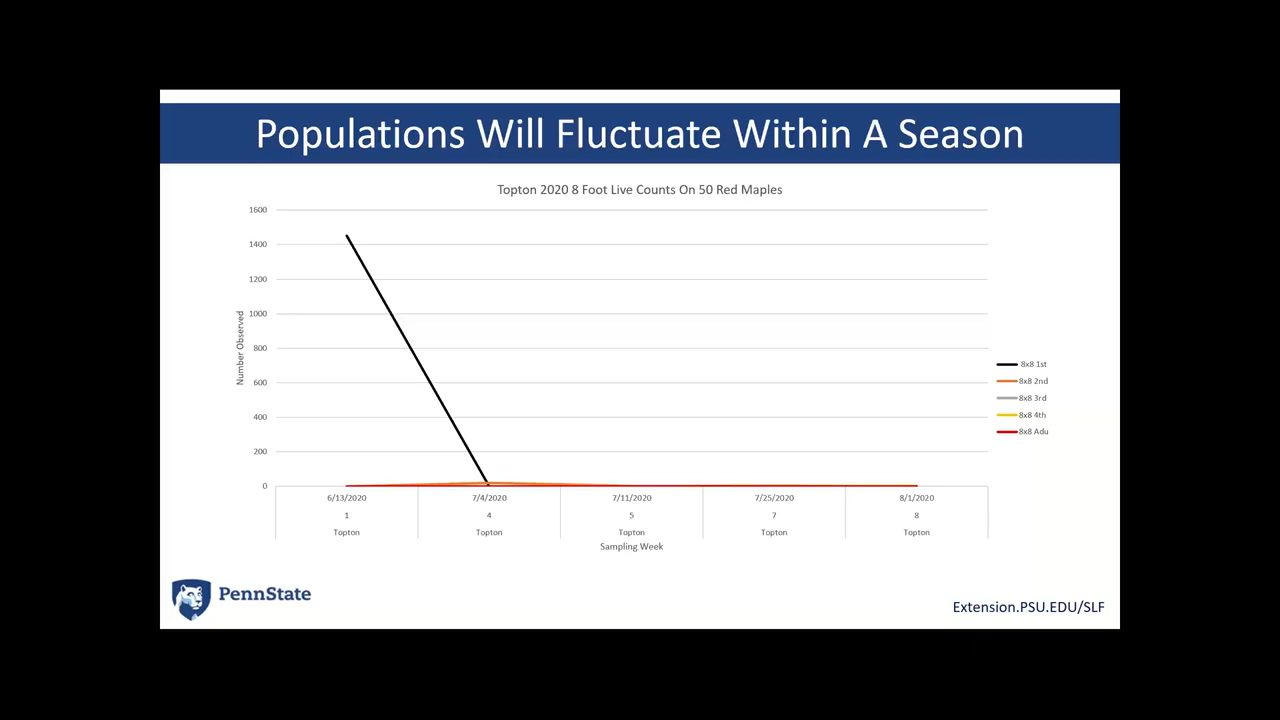 Populations Will Fluctuate Within A Season
Topton 2020 8 Foot Live Counts On 50 Red Maples
1600
1400
1200
1000
800
600
400
200
0
Number Observed
6/13/2020 7/4/2020 7/11/2020 7/25/2020 8/1/2020
1 4 5 7 8
Topton Topton Topton Topton Topton
Sampling Week
8x8 1st
8x8 2nd
8x8 3rd
8x8 4th
8x8 Adu
PennState
Extension.PSU.EDU/SLF